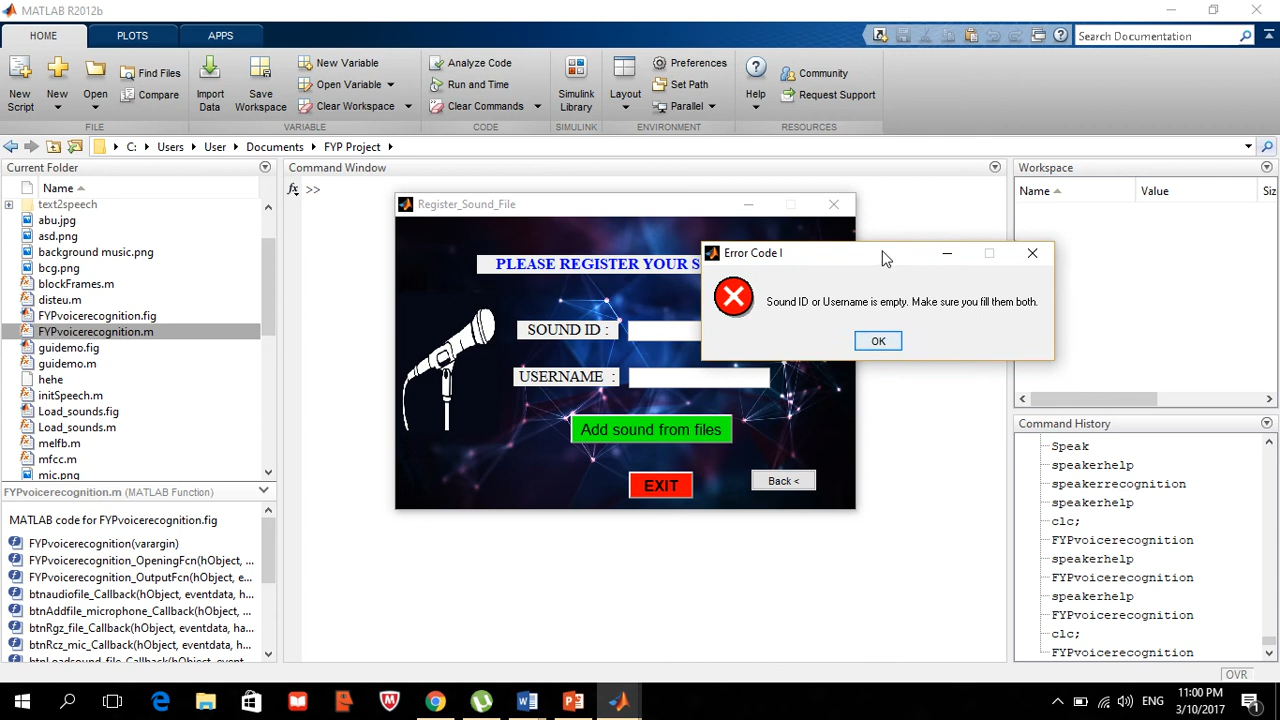 MATLAB R2012b
HOME
PLOTS
APPS
Search Documentation
New Script
New
Open
Find Files
Compare
FILE
Import Data
Save Workspace
New Variable
Open Variable
Clear Workspace
VARIABLE
Analyze Code
Run and Time
Clear Commands
CODE
Simulink Library
SIMULINK
Layout
Preferences
Set Path
Parallel
ENVIRONMENT
Help
Community
Request Support
RESOURCES
C:
Users
User
Documents
FYP Project
Current Folder
Name
text2speech
abu.jpg
asd.png
background music.png
bcg.png
blockFrames.m
disteu.m
FYPvoicerecognition.fig
FYPvoicerecognition.m
guidemo.fig
guidemo.m
hehe
initSpeech.m
Load_sounds.fig
Load_sounds.m
melfb.m
mfcc.m
mic.png
FYPvoicerecognition.m (MATLAB Function)
MATLAB code for FYPvoicerecognition.fig
FYPvoicerecognition(varargin)
FYPvoicerecognition_OpeningFcn(hObject, ...
FYPvoicerecognition_OutputFcn(hObject, e...
btnaudiofile_Callback(hObject, eventdata, h...
btnAddfile_microphone_Callback(hObject, ...
btnRgz_file_Callback(hObject, eventdata, ha...
btnRcz_mic_Callback(hObject, eventdata, h...
btnLoadsound_file_Callback(hObject, event...
Command Window
fx >>
Register_Sound_File
PLEASE REGISTER YOUR S
SOUND ID :
USERNAME :
Add sound from files
EXIT
Back <
Error Code I
Sound ID or Username is empty. Make sure you fill them both.
OK
Workspace
Name
Value
Siz
Command History
Speak
speakerhelp
speakerrecognition
speakerhelp
clc;
FYPvoicerecognition
speakerhelp
FYPvoicerecognition
speakerhelp
FYPvoicerecognition
clc;
FYPvoicerecognition
OVR
ENG
11:00 PM
3/10/2017
1